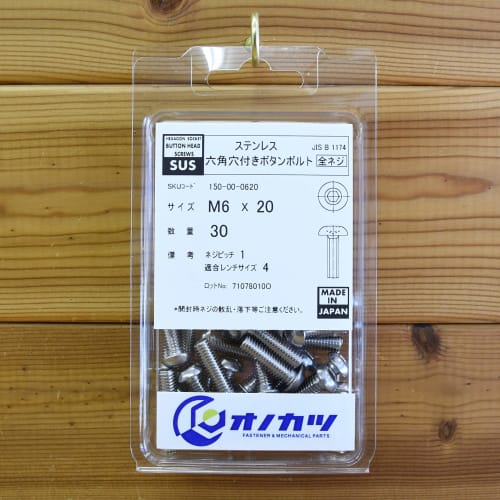 HEXAGON SOCKET
BUTTON HEAD
SCREWS
SUS
ステンレス
JIS B 1174
六角穴付きボタンボルト
全ネジ
SKUコード 150-00-0620
サイズ M6 x 20
数量 30
備考 ネジピッチ 1
適合レンチサイズ 4
ロットNo: 71078010O
*開封時ネジの散乱・落下等ご注意ください。
MADE
IN
JAPAN
オノカツ
FASTENER & MECHANICAL PARTS